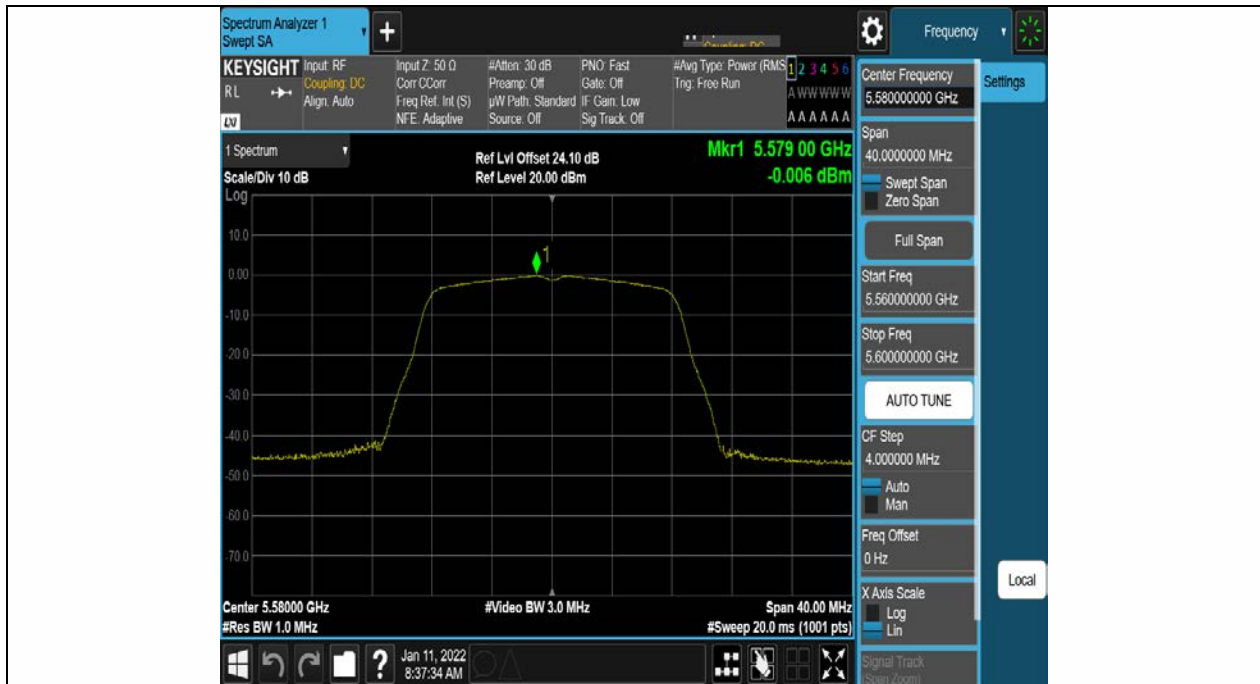 Spectrum Analyzer 1
Swept SA
+
Frequency
KEYSIGHT
RL
LXI
Input: RF
Coupling: DC
Align: Auto
Input Z: 50 Ω
Corr CCorr
Freq Ref: Int (S)
NFE: Adaptive
#Atten: 30 dB
Preamp: Off
µW Path: Standard
Source: Off
PNO: Fast
Gate: Off
IF Gain: Low
Sig Track: Off
#Avg Type: Power (RMS
Trig: Free Run
1 2 3 4 5 6
A W W W W W
A A A A A A
1 Spectrum
Scale/Div 10 dB
Log
Ref Lvl Offset 24.10 dB
Ref Level 20.00 dBm
Mkr1 5.579 00 GHz
-0.006 dBm
10.0
0.00
-10.0
-20.0
-30.0
-40.0
-50.0
-60.0
-70.0
1
Center 5.58000 GHz
#Res BW 1.0 MHz
#Video BW 3.0 MHz
Span 40.00 MHz
#Sweep 20.0 ms (1001 pts)
Center Frequency
5.580000000 GHz
Settings
Span
40.0000000 MHz
Swept Span
Zero Span
Full Span
Start Freq
5.560000000 GHz
Stop Freq
5.600000000 GHz
AUTO TUNE
CF Step
4.000000 MHz
Auto
Man
Freq Offset
0 Hz
X Axis Scale
Log
Lin
Signal Track
(Span Zoom)
Local
?
Jan 11, 2022
8:37:34 AM